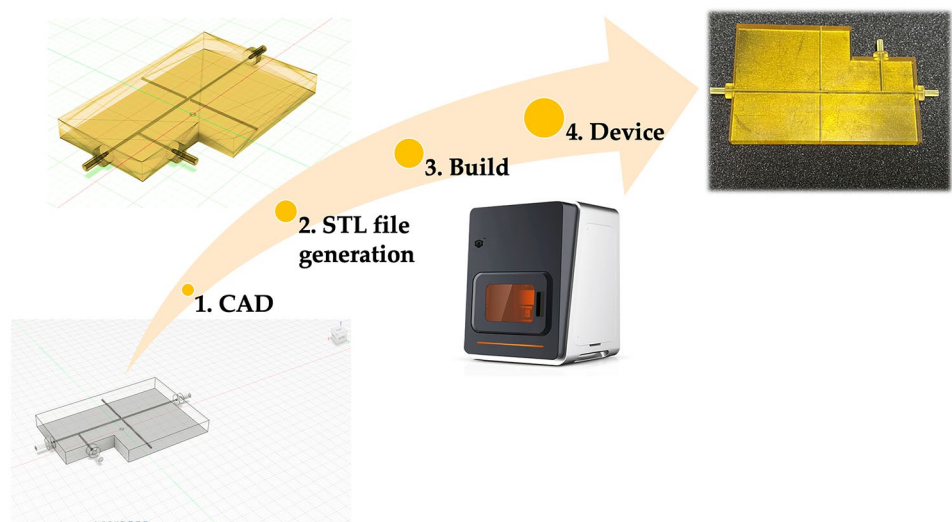 1. CAD
2. STL file
generation
3. Build
4. Device